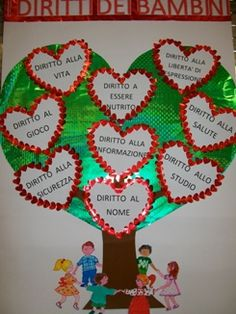 I DIRITTI DEI BAMBINI
DIRITTO ALLA
VITA
DIRITTO A
ESSERE
NUTRITO
DIRITTO ALLA
LIBERTA' DI
ESPRESSIONE
DIRITTO AL
GIOCO
DIRITTO ALLA
INFORMAZIONE
DIRITTO ALLA
SALUTE
DIRITTO ALLA
SICUREZZA
DIRITTO AL
NOME
DIRITTO ALLO
STUDIO